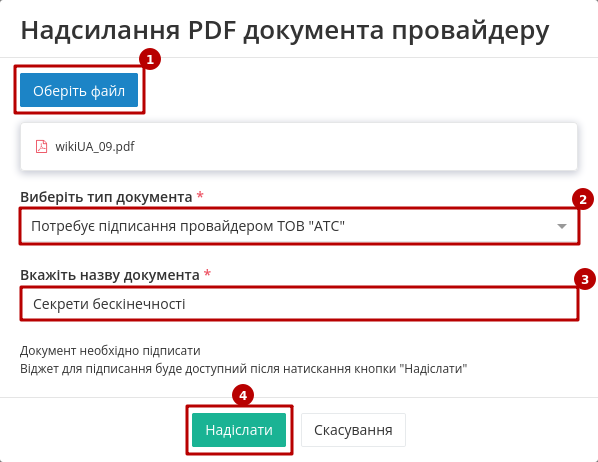 Надсилання PDF документа провайдеру
1
Оберіть файл
wikiUA_09.pdf
Виберіть тип документа *
2
Потребує підписання провайдером ТОВ "АТС"
Вкажіть назву документа *
3
Секрети бескінечності
Документ необхідно підписати
Віджет для підписання буде доступний після натискання кнопки "Надіслати"
4
Надіслати Скасування